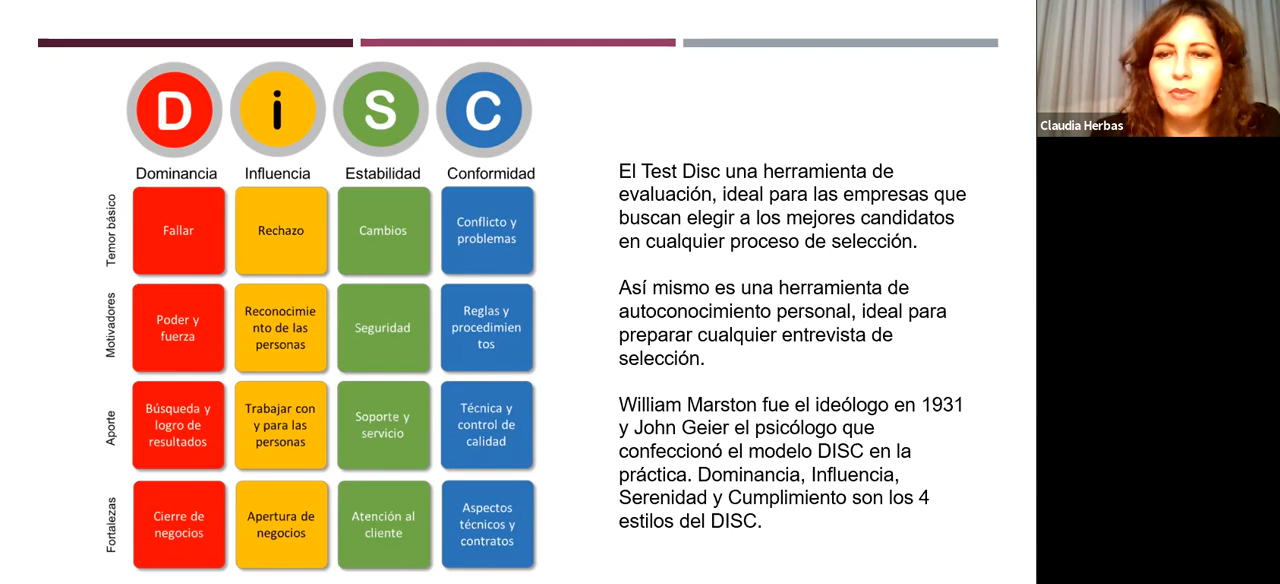 D i S C
Dominancia Influencia Estabilidad Conformidad
Temor básico
Fallar
Rechazo
Cambios
Conflicto y
problemas
Motivadores
Poder y
fuerza
Reconocimie
nto de las
personas
Seguridad
Reglas y
procedimien
tos
Aporte
Búsqueda y
logro de
resultados
Trabajar con
y para las
personas
Soporte y
servicio
Técnica y
control de
calidad
Fortalezas
Cierre de
negocios
Apertura de
negocios
Atención al
cliente
Aspectos
técnicos y
contratos
El Test Disc una herramienta de
evaluación, ideal para las empresas que
buscan elegir a los mejores candidatos
en cualquier proceso de selección.
Así mismo es una herramienta de
autoconocimiento personal, ideal para
preparar cualquier entrevista de
selección.
William Marston fue el ideólogo en 1931
y John Geier el psicólogo que
confeccionó el modelo DISC en la
práctica. Dominancia, Influencia,
Serenidad y Cumplimiento son los 4
estilos del DISC.
Claudia Herbas